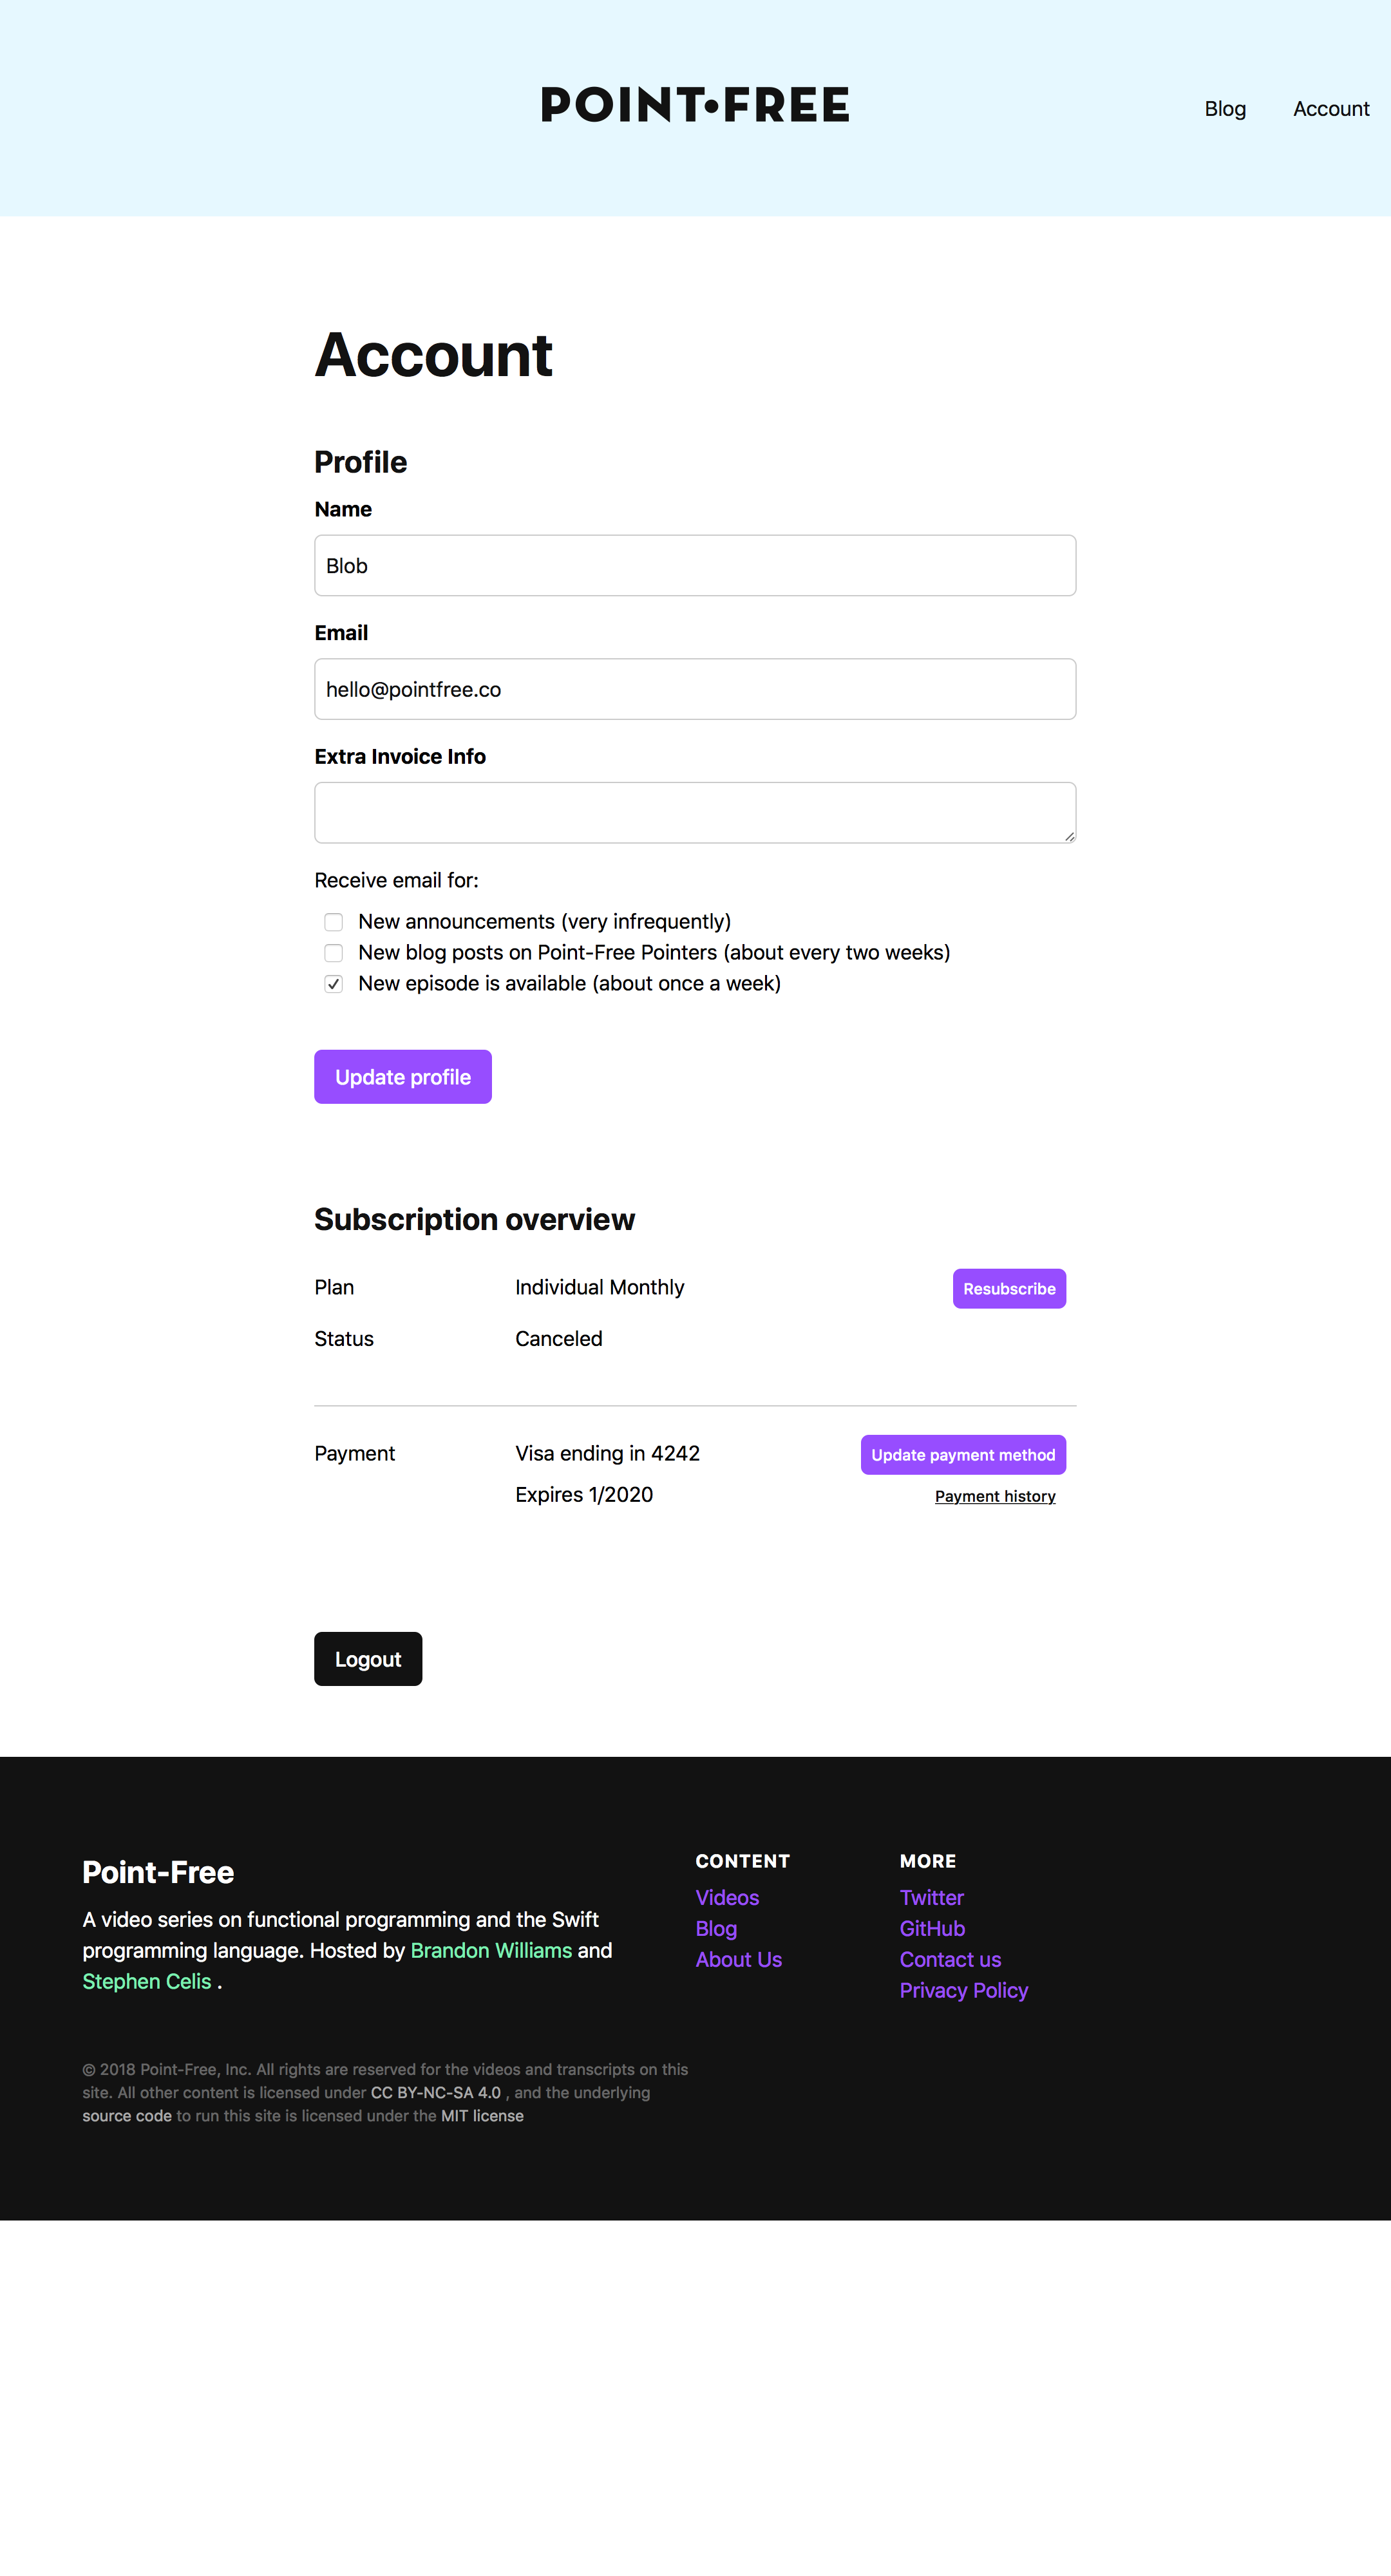 POINT•FREE
Blog Account
Account
Profile
Name
Blob
Email
hello@pointfree.co
Extra Invoice Info
Receive email for:
New announcements (very infrequently)
New blog posts on Point-Free Pointers (about every two weeks)
New episode is available (about once a week)
Update profile
Subscription overview
Plan Individual Monthly Resubscribe
Status Canceled
Payment Visa ending in 4242 Update payment method
Expires 1/2020 Payment history
Logout
Point-Free
A video series on functional programming and the Swift
programming language. Hosted by Brandon Williams and
Stephen Celis .
CONTENT
Videos
Blog
About Us
MORE
Twitter
GitHub
Contact us
Privacy Policy
© 2018 Point-Free, Inc. All rights are reserved for the videos and transcripts on this
site. All other content is licensed under CC BY-NC-SA 4.0 , and the underlying
source code to run this site is licensed under the MIT license